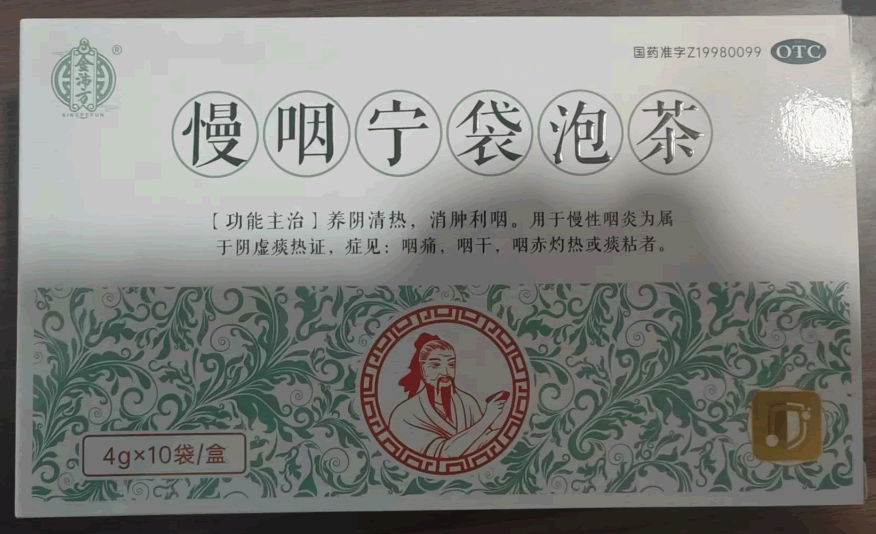 国药准字Z19980099 OTC
慢咽宁袋泡茶
【功能主治】养阴清热，消肿利咽。用于慢性咽炎为属
于阴虚痰热证，症见：咽痛，咽干，咽赤灼热或痰粘者。
4g×10袋/盒